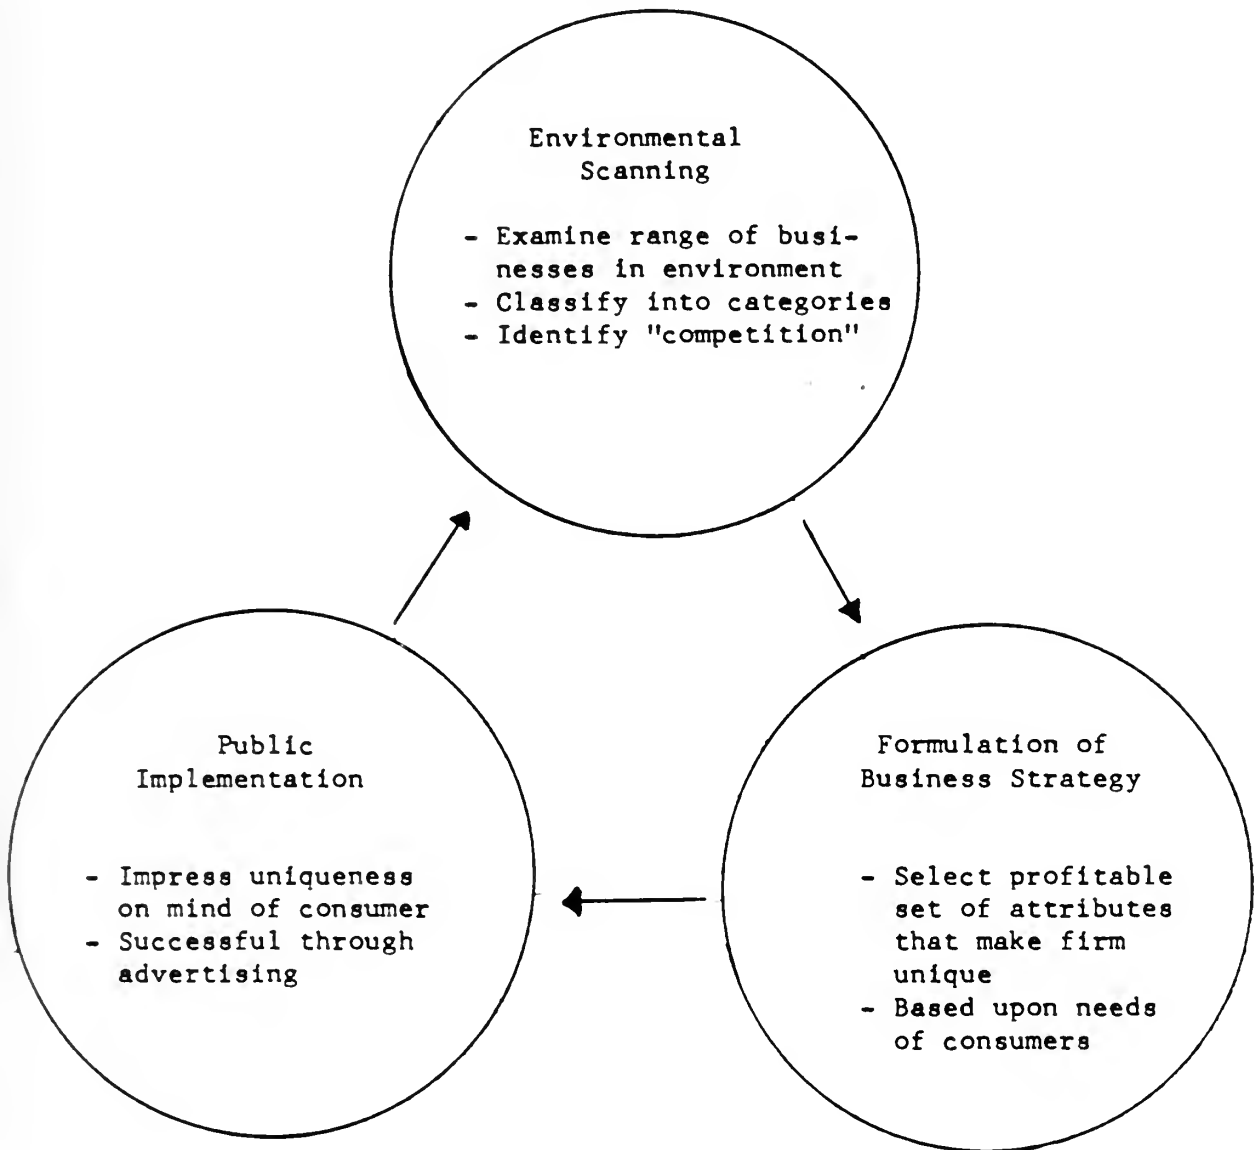 Environmental
Scanning
- Examine range of busi-
nesses in environment
- Classify into categories
- Identify "competition"
Public
Implementation
- Impress uniqueness
on mind of consumer
- Successful through
advertising
Formulation of
Business Strategy
- Select profitable
set of attributes
that make firm
unique
- Based upon needs
of consumers